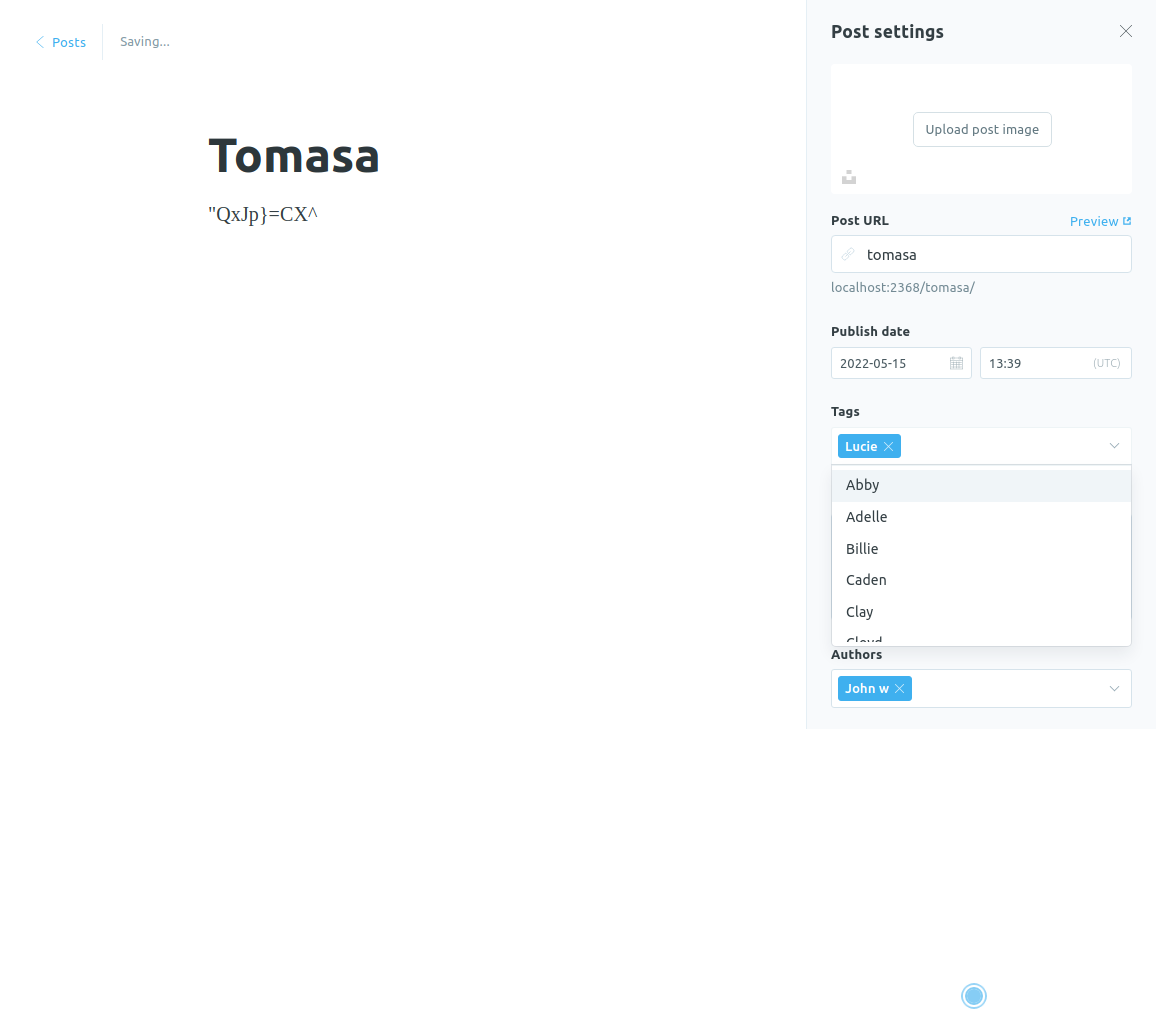 Posts
Saving...
Tomasa
"QxJp}=CX^
Post settings
Upload post image
Post URL
Preview
tomasa
localhost:2368/tomasa/
Publish date
2022-05-15
13:39
(UTC)
Tags
Lucie
Abby
Adelle
Billie
Caden
Clay
Authors
John w